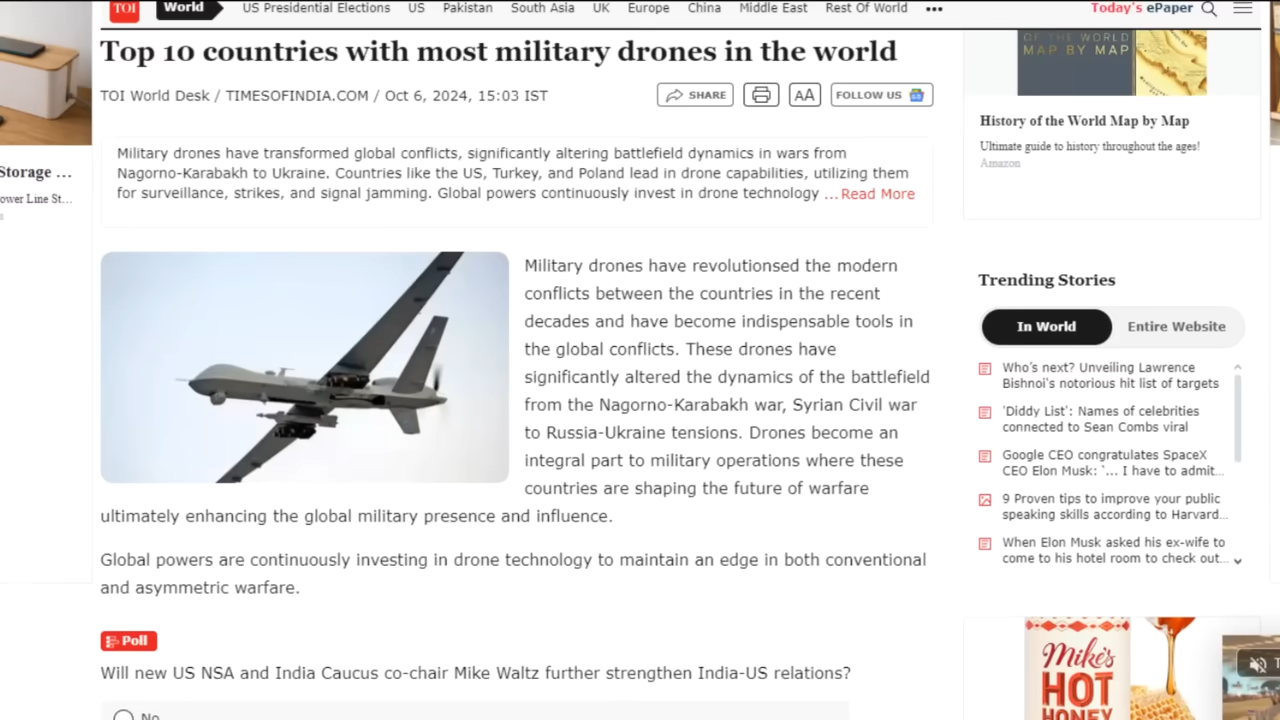 TOI
World
US Presidential Elections
US
Pakistan
South Asia
UK
Europe
China
Middle East
Rest Of World
•••
Today's ePaper
Top 10 countries with most military drones in the world
TOI World Desk / TIMESOFINDIA.COM / Oct 6, 2024, 15:03 IST
SHARE
AA
FOLLOW US
Military drones have transformed global conflicts, significantly altering battlefield dynamics in wars from
Nagorno-Karabakh to Ukraine. Countries like the US, Turkey, and Poland lead in drone capabilities, utilizing them
for surveillance, strikes, and signal jamming. Global powers continuously invest in drone technology ... Read More
Military drones have revolutionsed the modern
conflicts between the countries in the recent
decades and have become indispensable tools in
the global conflicts. These drones have
significantly altered the dynamics of the battlefield
from the Nagorno-Karabakh war, Syrian Civil war
to Russia-Ukraine tensions. Drones become an
integral part to military operations where these
countries are shaping the future of warfare
ultimately enhancing the global military presence and influence.
Global powers are continuously investing in drone technology to maintain an edge in both conventional
and asymmetric warfare.
Poll
Will new US NSA and India Caucus co-chair Mike Waltz further strengthen India-US relations?
No
Storage ...
ower Line St...
OF THE WORLD
MAP BY MAP
History of the World Map by Map
Ultimate guide to history throughout the ages!
Amazon
Trending Stories
In World
Entire Website
Who's next? Unveiling Lawrence
Bishnoi's notorious hit list of targets
'Diddy List': Names of celebrities
connected to Sean Combs viral
Google CEO congratulates SpaceX
CEO Elon Musk: `... I have to admit...
9 Proven tips to improve your public
speaking skills according to Harvard...
When Elon Musk asked his ex-wife to
come to his hotel room to check out...
Mike's
HOT
HONEY